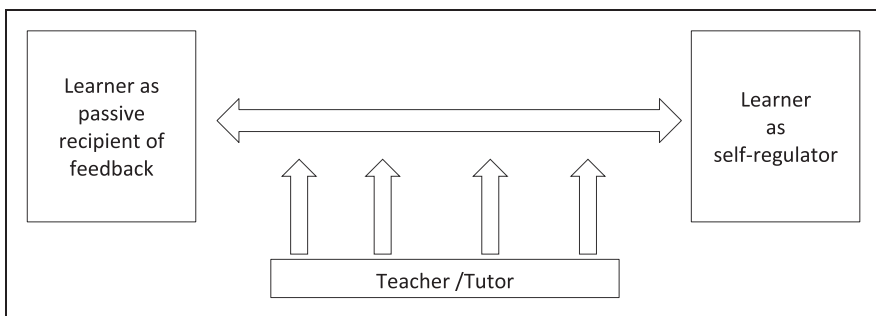 Learner as
passive
recipient of
feedback
Learner
as
self-regulator
Teacher /Tutor